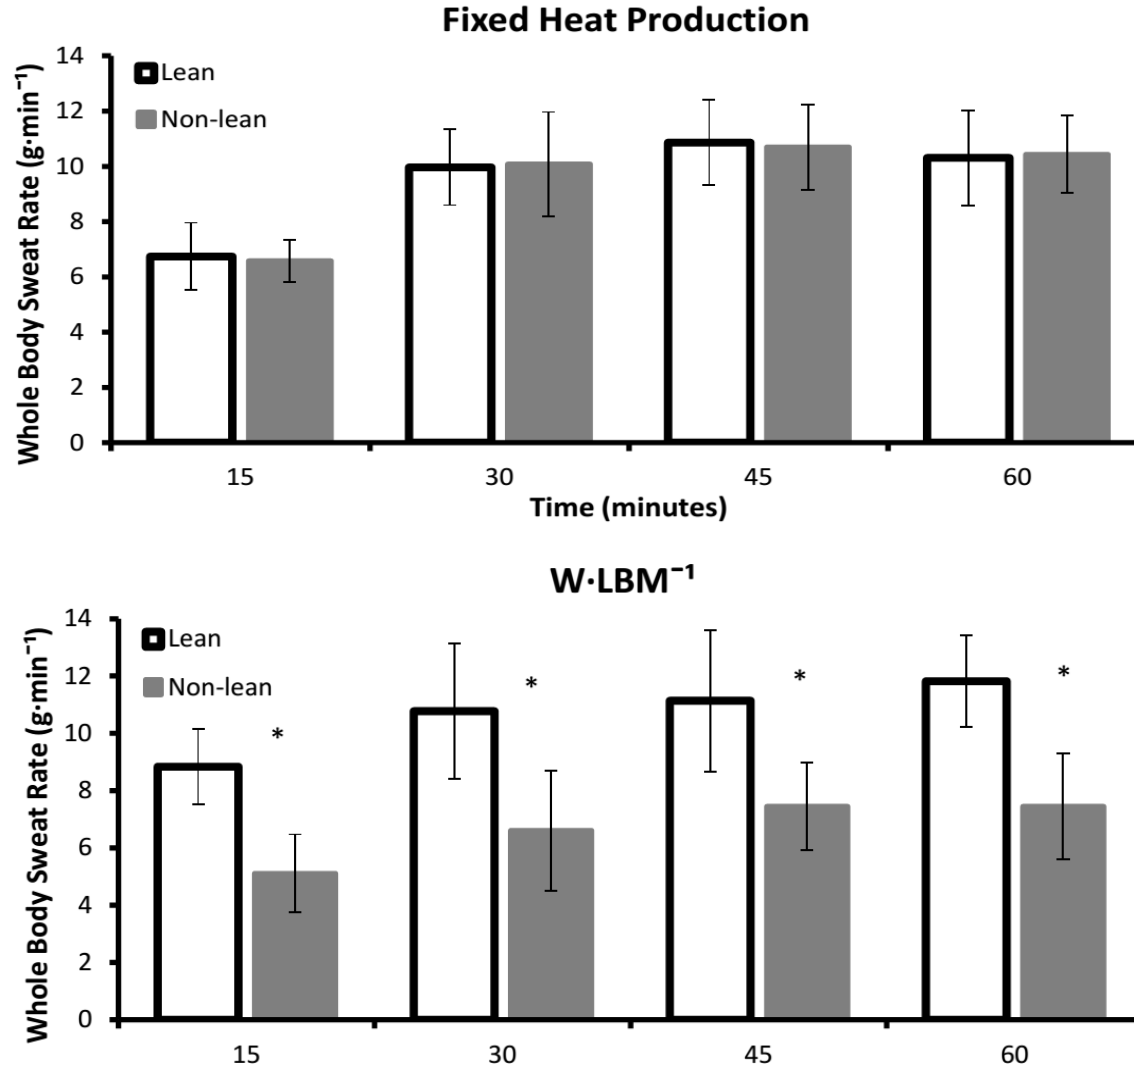 Fixed Heat Production
Whole Body Sweat Rate (g·min⁻¹)
14
12
10
8
6
4
2
0
Lean
Non-lean
15 30 45 60
Time (minutes)
W·LBM⁻¹
Whole Body Sweat Rate (g·min⁻¹)
14
12
10
8
6
4
2
0
Lean
Non-lean
* * * *
15 30 45 60